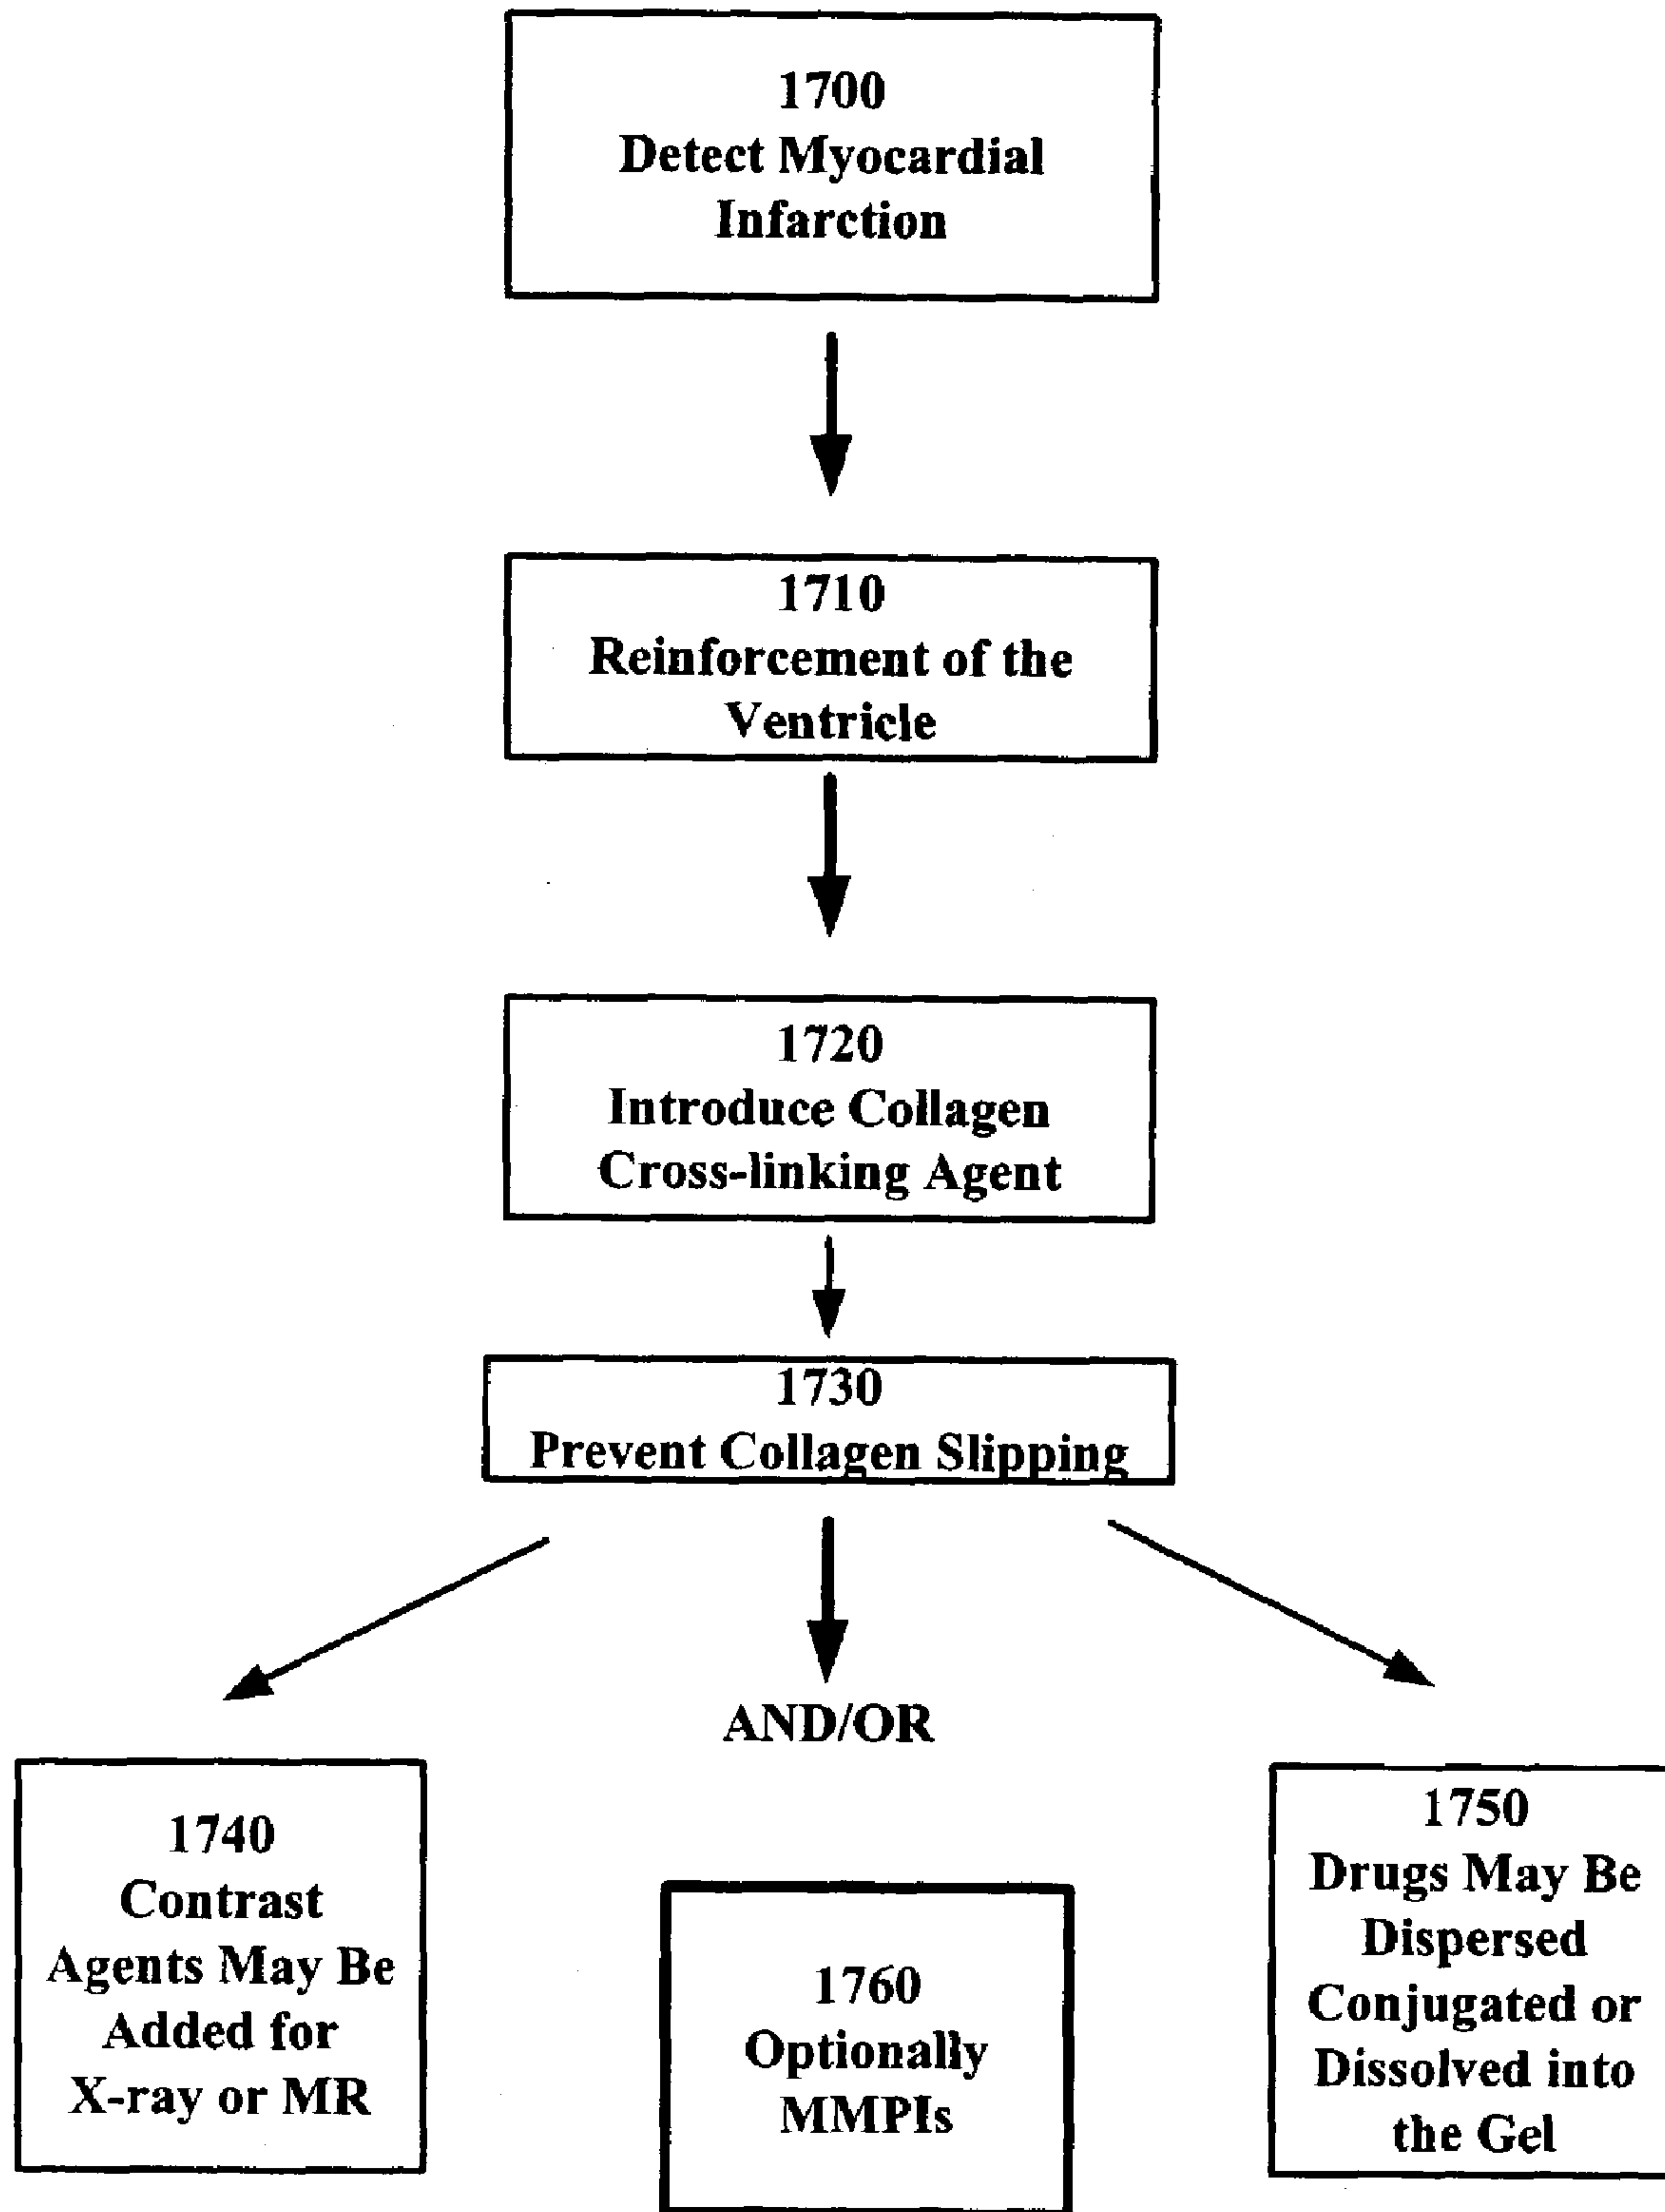 1700
Detect Myocardial
Infarction
1710
Reinforcement of the
Ventricle
1720
Introduce Collagen
Cross-linking Agent
1730
Prevent Collagen Slipping
AND/OR
1740
Contrast
Agents May Be
Added for
X-ray or MR
1760
Optionally
MMPIs
1750
Drugs May Be
Dispersed
Conjugated or
Dissolved into
the Gel